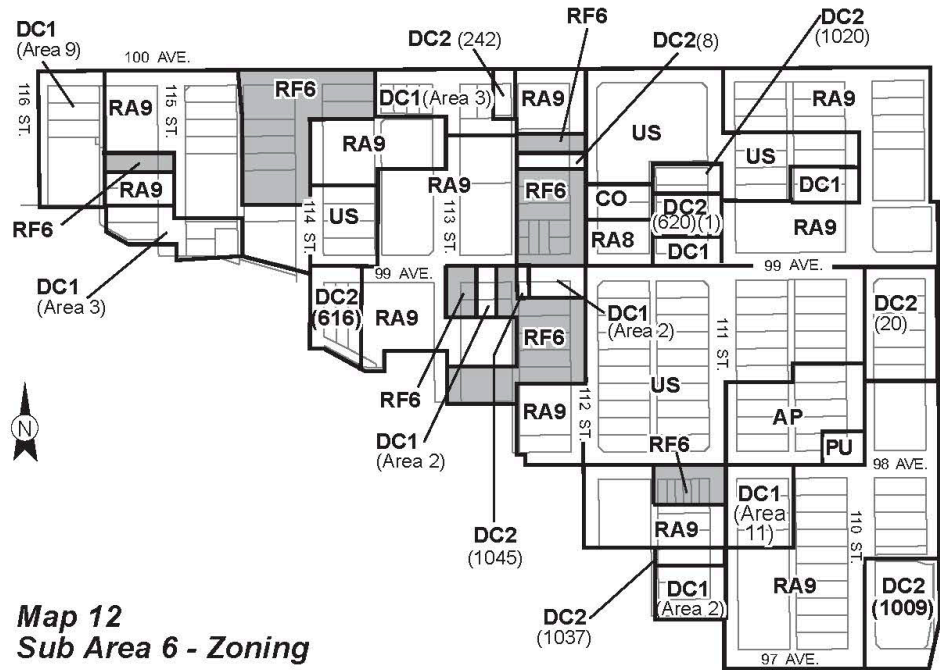 RF6
DC1
(Area 9)
DC2 (242)
DC2(8)
DC2
(1020)
100 AVE.
116 ST.
RA9
115 ST.
RF6
DC1(Area 3)
RA9
US
RA9
RA9
US
RA9
RF6
DC1
RA9
CO
DC2
(620)(1)
RF6
114 ST.
US
113 ST.
RA8
DC1
RA9
99 AVE.
99 AVE.
DC1
(Area 3)
DC2
(616)
RA9
DC1
(Area 2)
RF6
111 ST.
DC2
(20)
US
RF6
RA9
112 ST.
AP
N
DC1
(Area 2)
RF6
PU
98 AVE.
DC2
(1045)
RA9
DC1
(Area
11)
110 ST.
DC1
(Area 2)
RA9
DC2
(1009)
DC2
(1037)
97 AVE.
Map 12
Sub Area 6 - Zoning